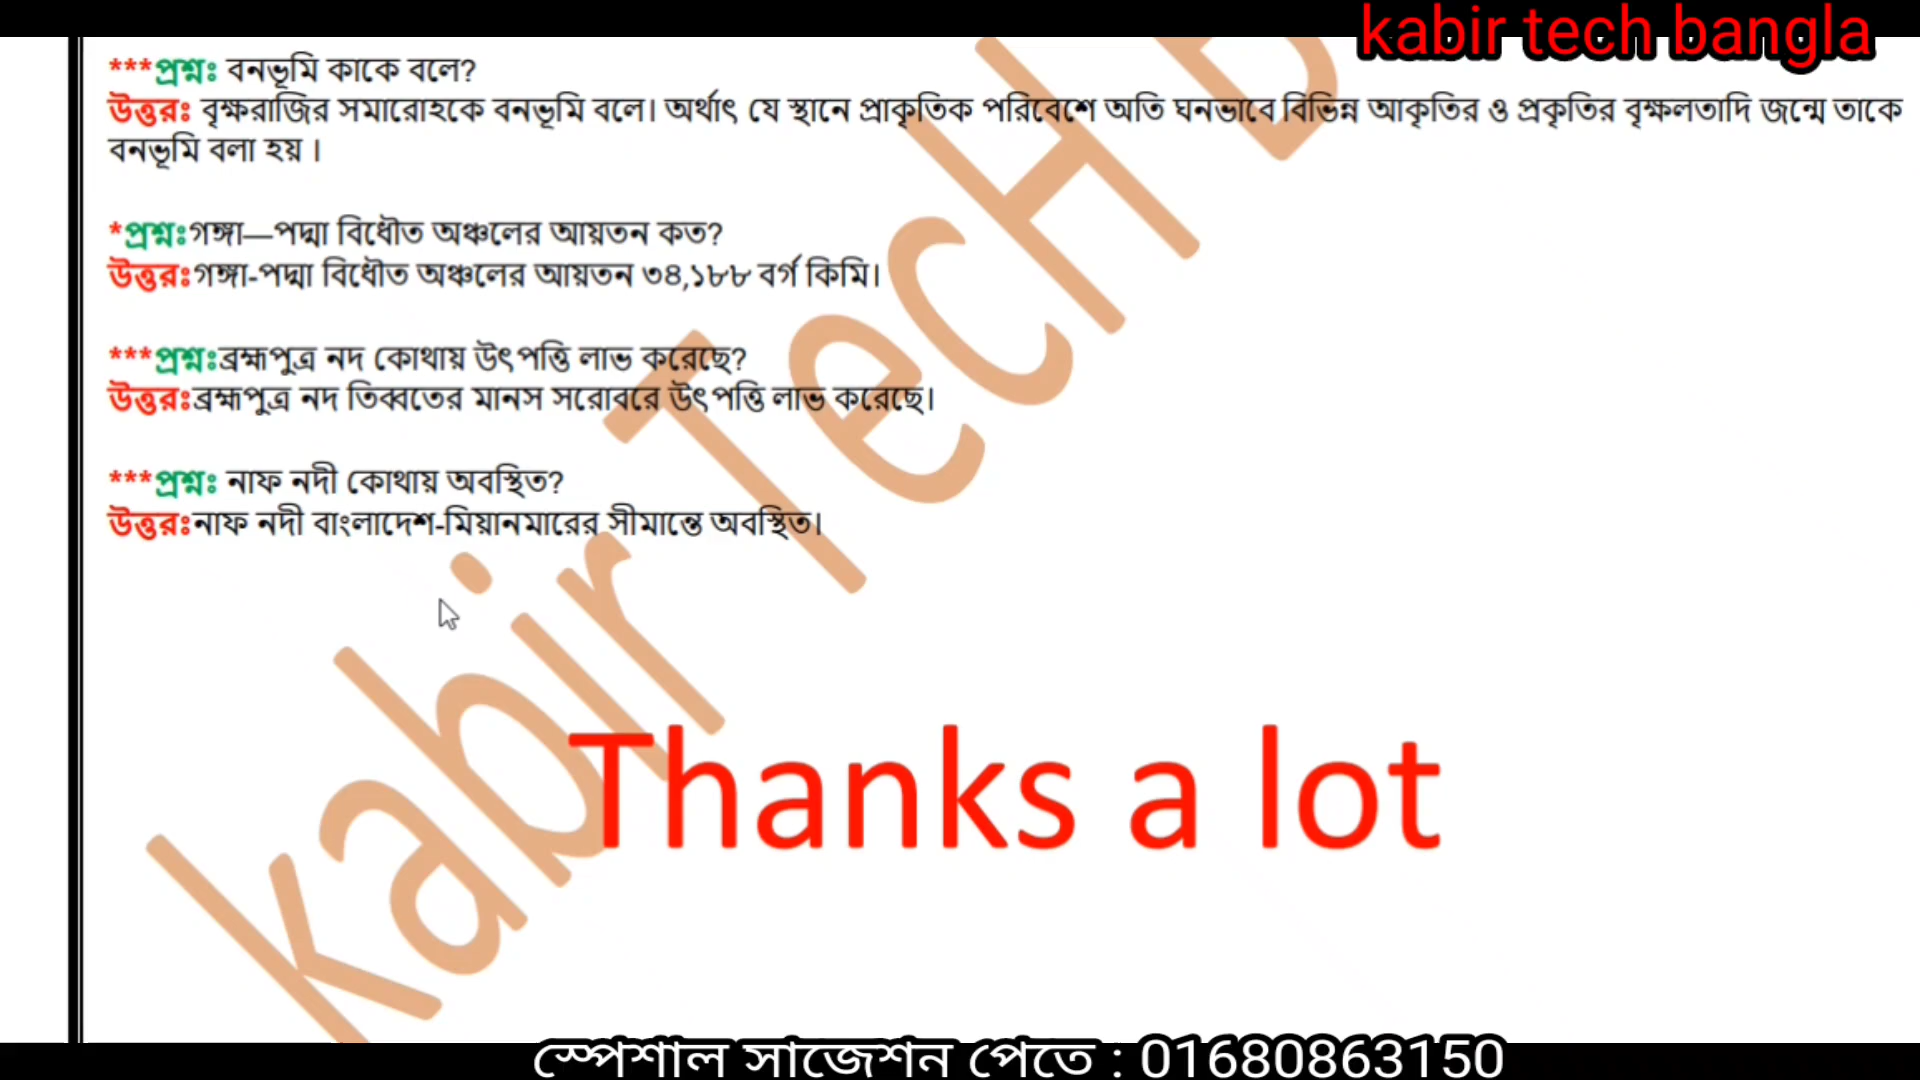 kabir tech bangla
***প্রশ্নঃ বনভূমি কাকে বলে?
উত্তরঃ বৃক্ষরাজির সমারোহকে বনভূমি বলে। অর্থাৎ যে স্থানে প্রাকৃতিক পরিবেশে অতি ঘনভাবে বিভিন্ন আকৃতির ও প্রকৃতির বৃক্ষলতাদি জন্মে তাকে
বনভূমি বলা হয় ।
*প্রশ্নঃগঙ্গা—পদ্মা বিধৌত অঞ্চলের আয়তন কত?
উত্তরঃগঙ্গা-পদ্মা বিধৌত অঞ্চলের আয়তন ৩৪,১৮৮ বর্গ কিমি।
***প্রশ্নঃব্রহ্মপুত্র নদ কোথায় উৎপত্তি লাভ করেছে?
উত্তরঃব্রহ্মপুত্র নদ তিব্বতের মানস সরোবরে উৎপত্তি লাভ করেছে।
***প্রশ্নঃ নাফ নদী কোথায় অবস্থিত?
উত্তরঃনাফ নদী বাংলাদেশ-মিয়ানমারের সীমান্তে অবস্থিত।
kabir TecH B
Thanks a lot
স্পেশাল সাজেশন পেতে : 01680863150